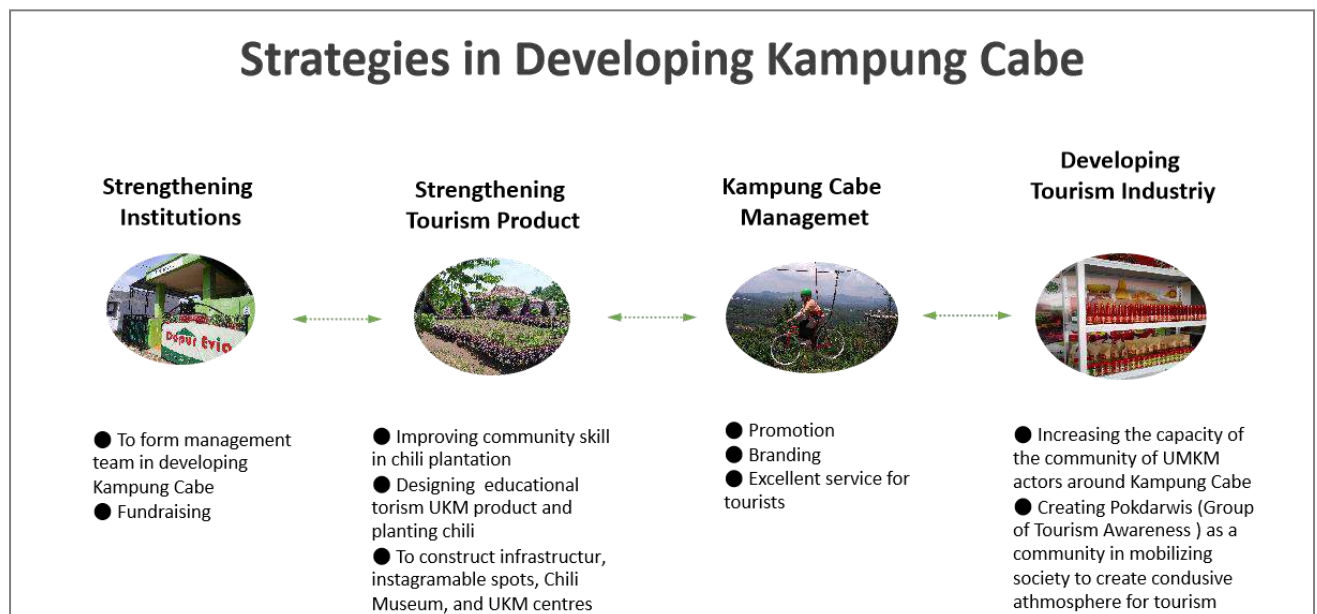 Strategies in Developing Kampung Cabe
Strengthening
Institutions
Dapur Evia
● To form management
team in developing
Kampung Cabe
● Fundraising
Strengthening
Tourism Product
● Improving community skill
in chili plantation
● Designing  educational
torism UKM product and
planting chili
● To construct infrastructur,
instagramable spots, Chili
Museum, and UKM centres
Kampung Cabe
Managemet
● Promotion
● Branding
● Excellent service for
tourists
Developing
Tourism Industriy
● Increasing the capacity of
the community of UMKM
actors around Kampung Cabe
● Creating Pokdarwis (Group
of Tourism Awareness ) as a
community in mobilizing
society to create condusive
athmosphere for tourism